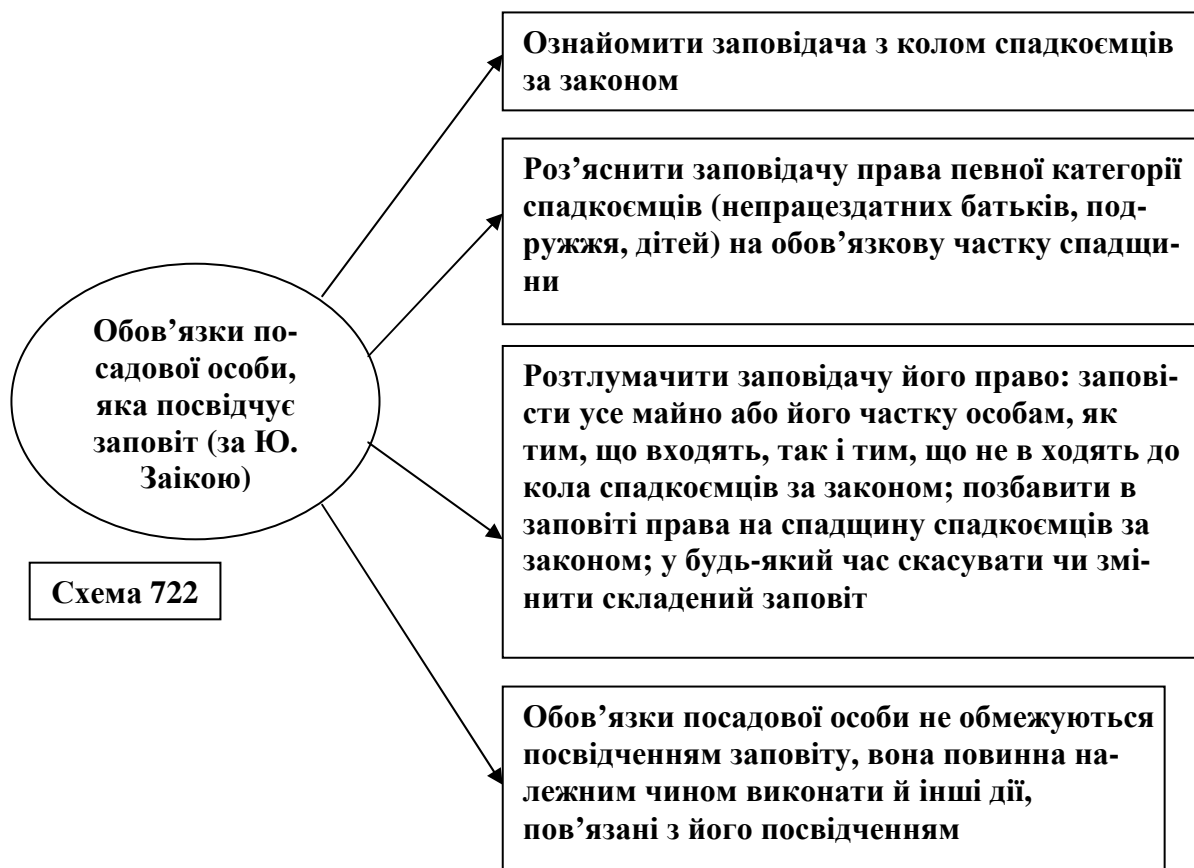 Ознайомити заповідача з колом спадкоємців
за законом
Роз’яснити заповідачу права певної категорії
спадкоємців (непрацездатних батьків, под-
ружжя, дітей) на обов’язкову частку спадщи-
ни
Обов’язки по-
садової особи,
яка посвідчує
заповіт (за Ю.
Заікою)
Розтлумачити заповідачу його право: запові-
сти усе майно або його частку особам, як
тим, що входять, так і тим, що не в ходять до
кола спадкоємців за законом; позбавити в
заповіті права на спадщину спадкоємців за
законом; у будь-який час скасувати чи змі-
нити складений заповіт
Схема 722
Обов’язки посадової особи не обмежуються
посвідченням заповіту, вона повинна на-
лежним чином виконати й інші дії,
пов’язані з його посвідченням